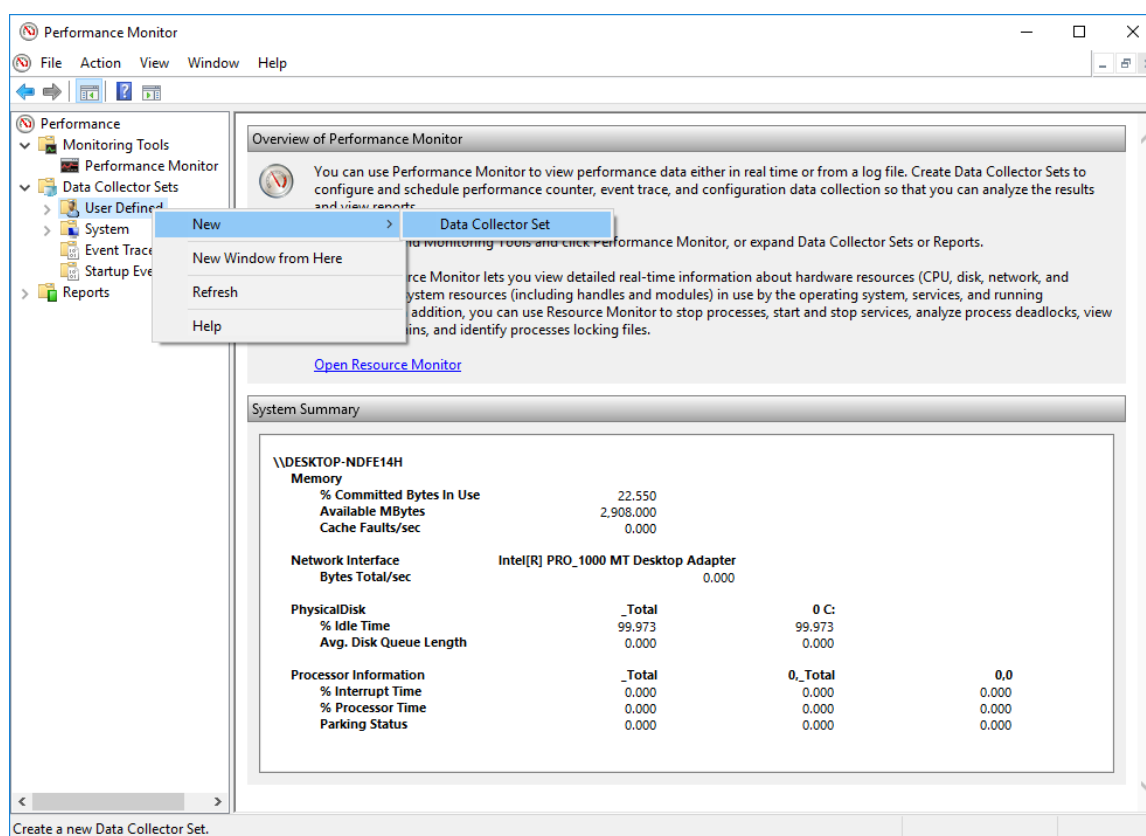 Performance Monitor
File Action View Window Help
Performance
Monitoring Tools
Performance Monitor
Data Collector Sets
User Defined
System
Event Trace
Startup Eve
Reports
New
New Window from Here
Refresh
Help
Data Collector Set
Overview of Performance Monitor
You can use Performance Monitor to view performance data either in real time or from a log file. Create Data Collector Sets to
configure and schedule performance counter, event trace, and configuration data collection so that you can analyze the results
and view reports.
Monitoring Tools and click Performance Monitor, or expand Data Collector Sets or Reports.
Monitor lets you view detailed real-time information about hardware resources (CPU, disk, network, and
system resources (including handles and modules) in use by the operating system, services, and running
addition, you can use Resource Monitor to stop processes, start and stop services, analyze process deadlocks, view
and identify processes locking files.
Open Resource Monitor
System Summary
\\DESKTOP-NDFE14H
Memory
% Committed Bytes In Use 22.550
Available MBytes 2,908.000
Cache Faults/sec 0.000
Network Interface Intel[R] PRO_1000 MT Desktop Adapter
Bytes Total/sec 0.000
PhysicalDisk _Total 0 C:
% Idle Time 99.973 99.973
Avg. Disk Queue Length 0.000 0.000
Processor Information _Total 0,_Total 0,0
% Interrupt Time 0.000 0.000 0.000
% Processor Time 0.000 0.000 0.000
Parking Status 0.000 0.000 0.000
Create a new Data Collector Set.